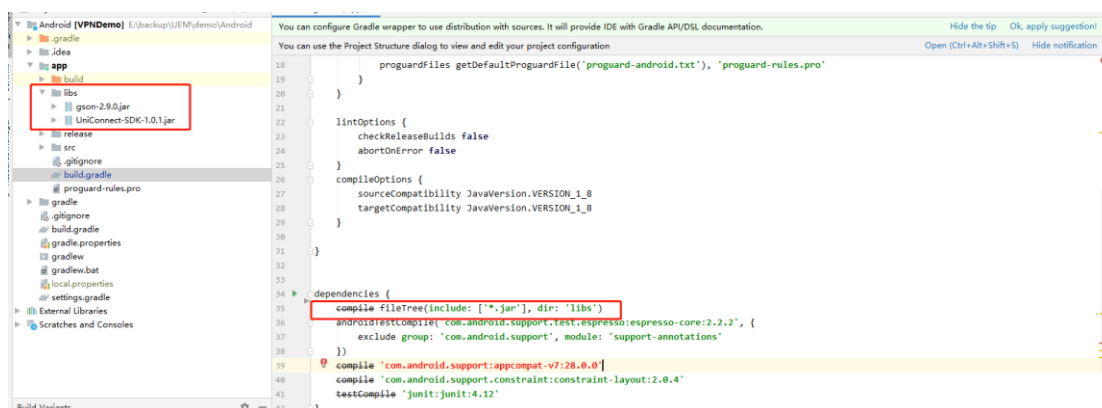 Android [VPNDemo] E:\backup\UEM\demo\Android
.gradle
.idea
app
build
libs
gson-2.9.0.jar
UniConnect-SDK-1.0.1.jar
release
src
.gitignore
build.gradle
proguard-rules.pro
gradle
.gitignore
build.gradle
gradle.properties
gradlew
gradlew.bat
local.properties
settings.gradle
External Libraries
Scratches and Consoles
You can configure Gradle wrapper to use distribution with sources. It will provide IDE with Gradle API/DSL documentation. Hide the tip Ok, apply suggestion!
You can use the Project Structure dialog to view and edit your project configuration Open (Ctrl+Alt+Shift+S) Hide notification
18 proguardFiles getDefaultProguardFile('proguard-android.txt'), 'proguard-rules.pro'
19 }
20 }
21
22 lintOptions {
23 checkReleaseBuilds false
24 abortOnError false
25 }
26 compileOptions {
27 sourceCompatibility JavaVersion.VERSION_1_8
28 targetCompatibility JavaVersion.VERSION_1_8
29 }
30
31 }
32
33
34 dependencies {
35 compile fileTree(include: ['*.jar'], dir: 'libs')
36 androidTestCompile('com.android.support.test.espresso:espresso-core:2.2.2', {
37 exclude group: 'com.android.support', module: 'support-annotations'
38 })
39 compile 'com.android.support:appcompat-v7:28.0.0'
40 compile 'com.android.support.constraint:constraint-layout:2.0.4'
41 testCompile 'junit:junit:4.12'